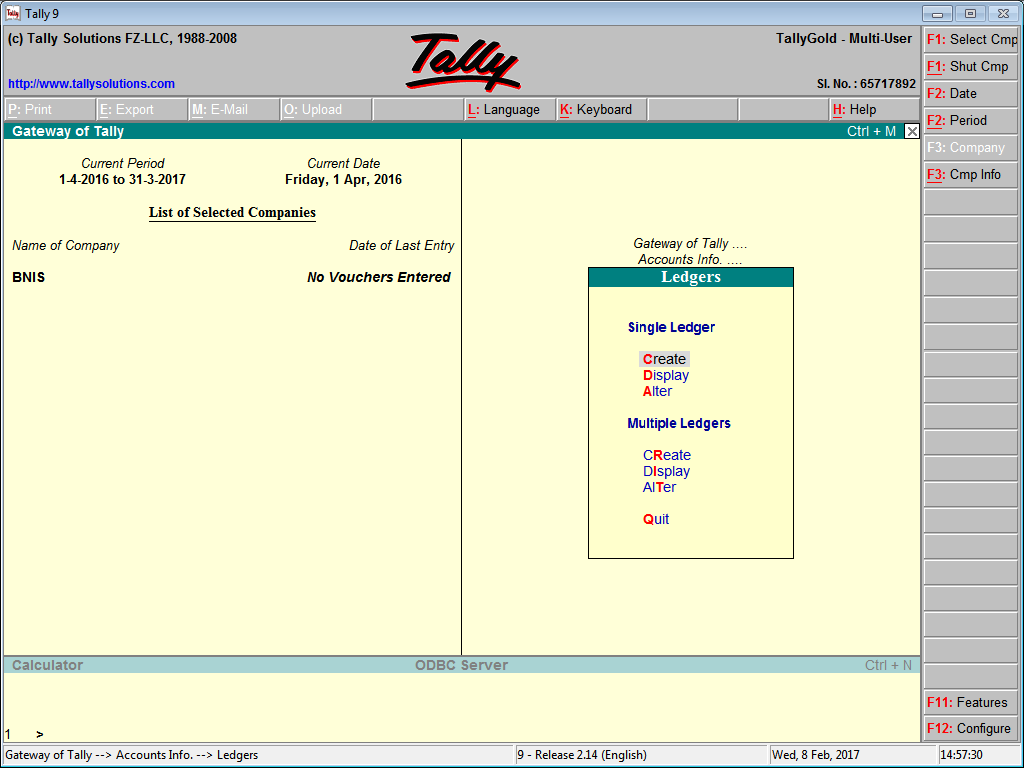 Tally 9
(c) Tally Solutions FZ-LLC, 1988-2008
Tally
TallyGold - Multi-User
http://www.tallysolutions.com
Sl. No. : 65717892
P: Print
E: Export
M: E-Mail
O: Upload
L: Language
K: Keyboard
H: Help
Gateway of Tally
Ctrl + M
Current Period
Current Date
1-4-2016 to 31-3-2017
Friday, 1 Apr, 2016
List of Selected Companies
Name of Company
Date of Last Entry
BNIS
No Vouchers Entered
Gateway of Tally ....
Accounts Info. ....
Ledgers
Single Ledger
Create
Display
Alter
Multiple Ledgers
CReate
DIsplay
AlTer
Quit
F1: Select Cmp
F1: Shut Cmp
F2: Date
F2: Period
F3: Company
F3: Cmp Info
F11: Features
F12: Configure
Calculator
ODBC Server
Ctrl + N
1 >
Gateway of Tally --> Accounts Info. --> Ledgers
9 - Release 2.14 (English)
Wed, 8 Feb, 2017
14:57:30